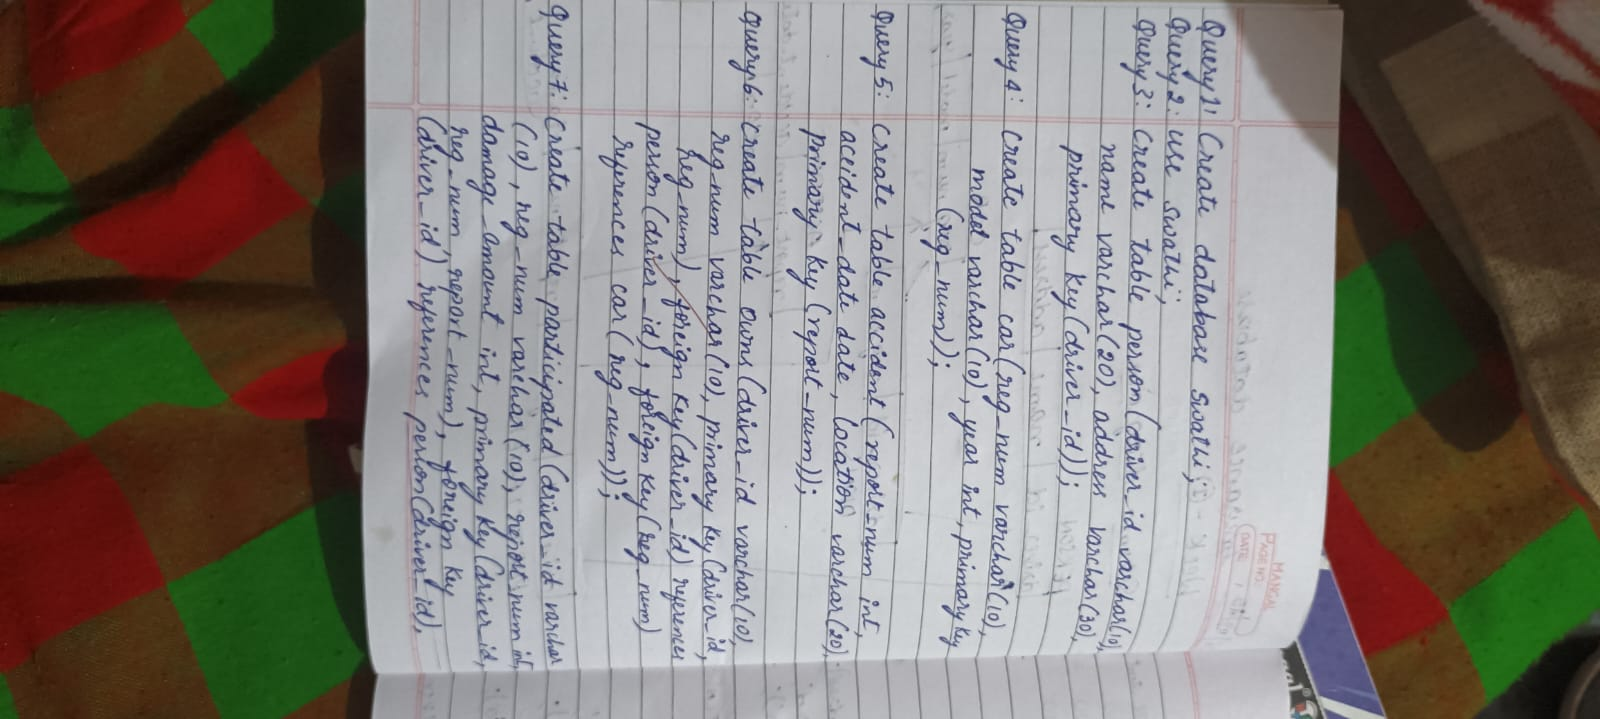 MANGAL
PAGE NO.
DATE
Query 1: Create database Swathi;
Query 2: use Swathi;
Query 3: Create table person (driver_id varchar(10),
name varchar(20), address varchar(30),
primary key (driver_id));
Query 4: Create table car (reg_num varchar(10),
model varchar(10), year int, primary key
(reg_num));
Query 5: Create table accident (report_num int,
accident_date date, location varchar(20),
primary key (report_num));
Query 6: Create table owns (driver_id varchar(10),
reg_num varchar(10), primary key (driver_id,
reg_num), foreign key (driver_id) references
person (driver_id), foreign key (reg_num)
references car (reg_num));
Query 7: Create table participated (driver_id varchar
(10), reg_num varchar(10), report_num int,
damage_amount int, primary key (driver_id,
reg_num, report_num), foreign key
(driver_id) references person (driver_id),